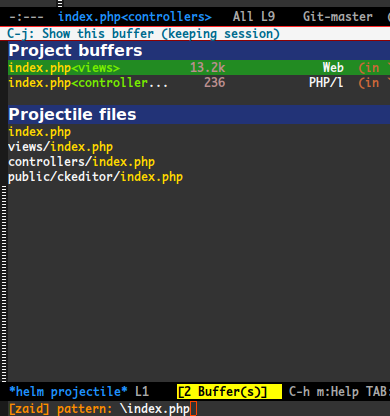 -:--- index.php<controllers> All L9 Git-master
C-j: Show this buffer (keeping session)
Project buffers
index.php<views> 13.2k Web (in
index.php<controller... 236 PHP/l (in
Projectile files
index.php
views/index.php
controllers/index.php
public/ckeditor/index.php
*helm projectile* L1 [2 Buffer(s)] C-h m:Help TAB:
[zaid] pattern: \index.php